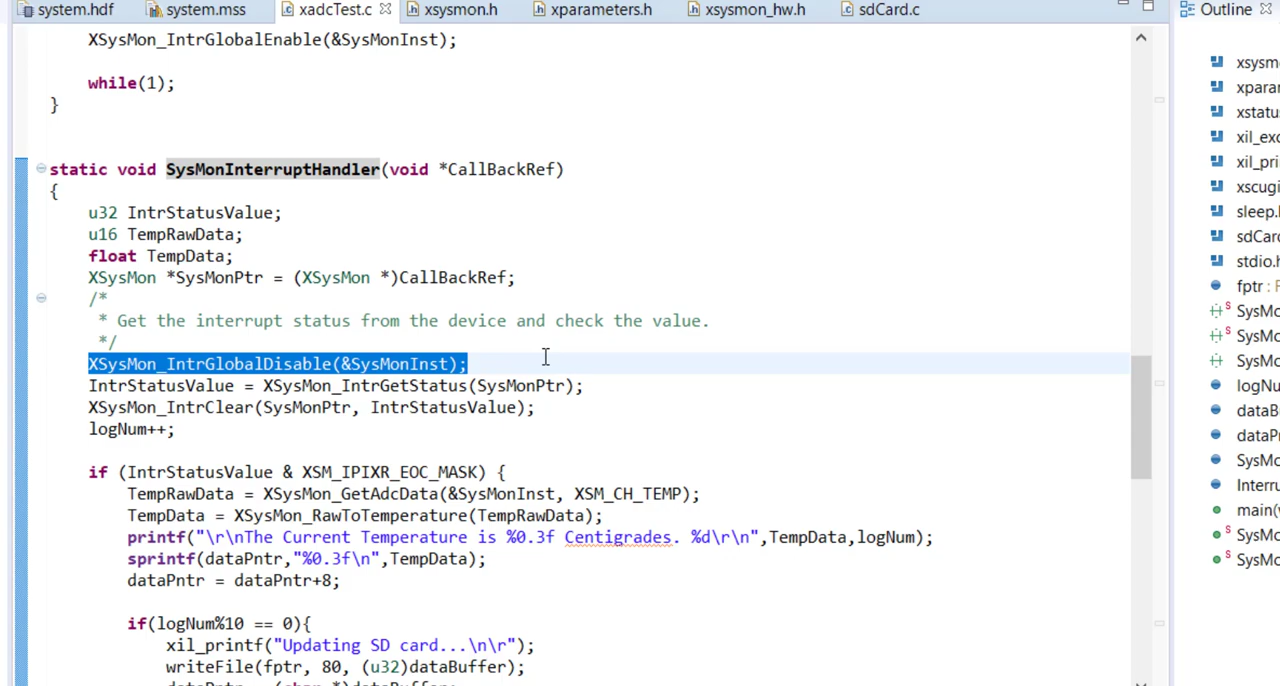 system.hdf system.mss xadcTest.c xsysmon.h xparameters.h xsysmon_hw.h sdCard.c Outline
XSysMon_IntrGlobalEnable(&SysMonInst);
while(1);
}
static void SysMonInterruptHandler(void *CallBackRef)
{
u32 IntrStatusValue;
u16 TempRawData;
float TempData;
XSysMon *SysMonPtr = (XSysMon *)CallBackRef;
/*
* Get the interrupt status from the device and check the value.
*/
XSysMon_IntrGlobalDisable(&SysMonInst);
IntrStatusValue = XSysMon_IntrGetStatus(SysMonPtr);
XSysMon_IntrClear(SysMonPtr, IntrStatusValue);
logNum++;
if (IntrStatusValue & XSM_IPIXR_EOC_MASK) {
TempRawData = XSysMon_GetAdcData(&SysMonInst, XSM_CH_TEMP);
TempData = XSysMon_RawToTemperature(TempRawData);
printf("\r\nThe Current Temperature is %0.3f Centigrades. %d\r\n",TempData,logNum);
sprintf(dataPntr,"%0.3f\n",TempData);
dataPntr = dataPntr+8;
if(logNum%10 == 0){
xil_printf("Updating SD card...\n\r");
writeFile(fptr, 80, (u32)dataBuffer);
xsysm
xpara
xstatu
xil_exc
xil_pri
xscugi
sleep.
sdCar
stdio.h
fptr :
SysMo
SysMo
SysMo
logNu
dataB
dataP
SysMo
Interru
main(
SysMo
SysMo